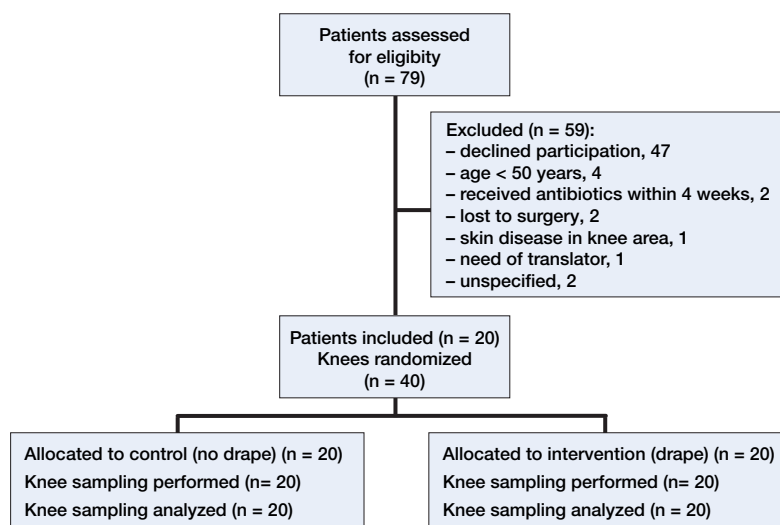 Patients assessed
for eligibity
(n = 79)
Excluded (n = 59):
– declined participation, 47
– age < 50 years, 4
– received antibiotics within 4 weeks, 2
– lost to surgery, 2
– skin disease in knee area, 1
– need of translator, 1
– unspecified, 2
Patients included (n = 20)
Knees randomized
(n = 40)
Allocated to control (no drape) (n = 20)
Knee sampling performed (n= 20)
Knee sampling analyzed (n = 20)
Allocated to intervention (drape) (n = 20)
Knee sampling performed (n= 20)
Knee sampling analyzed (n = 20)